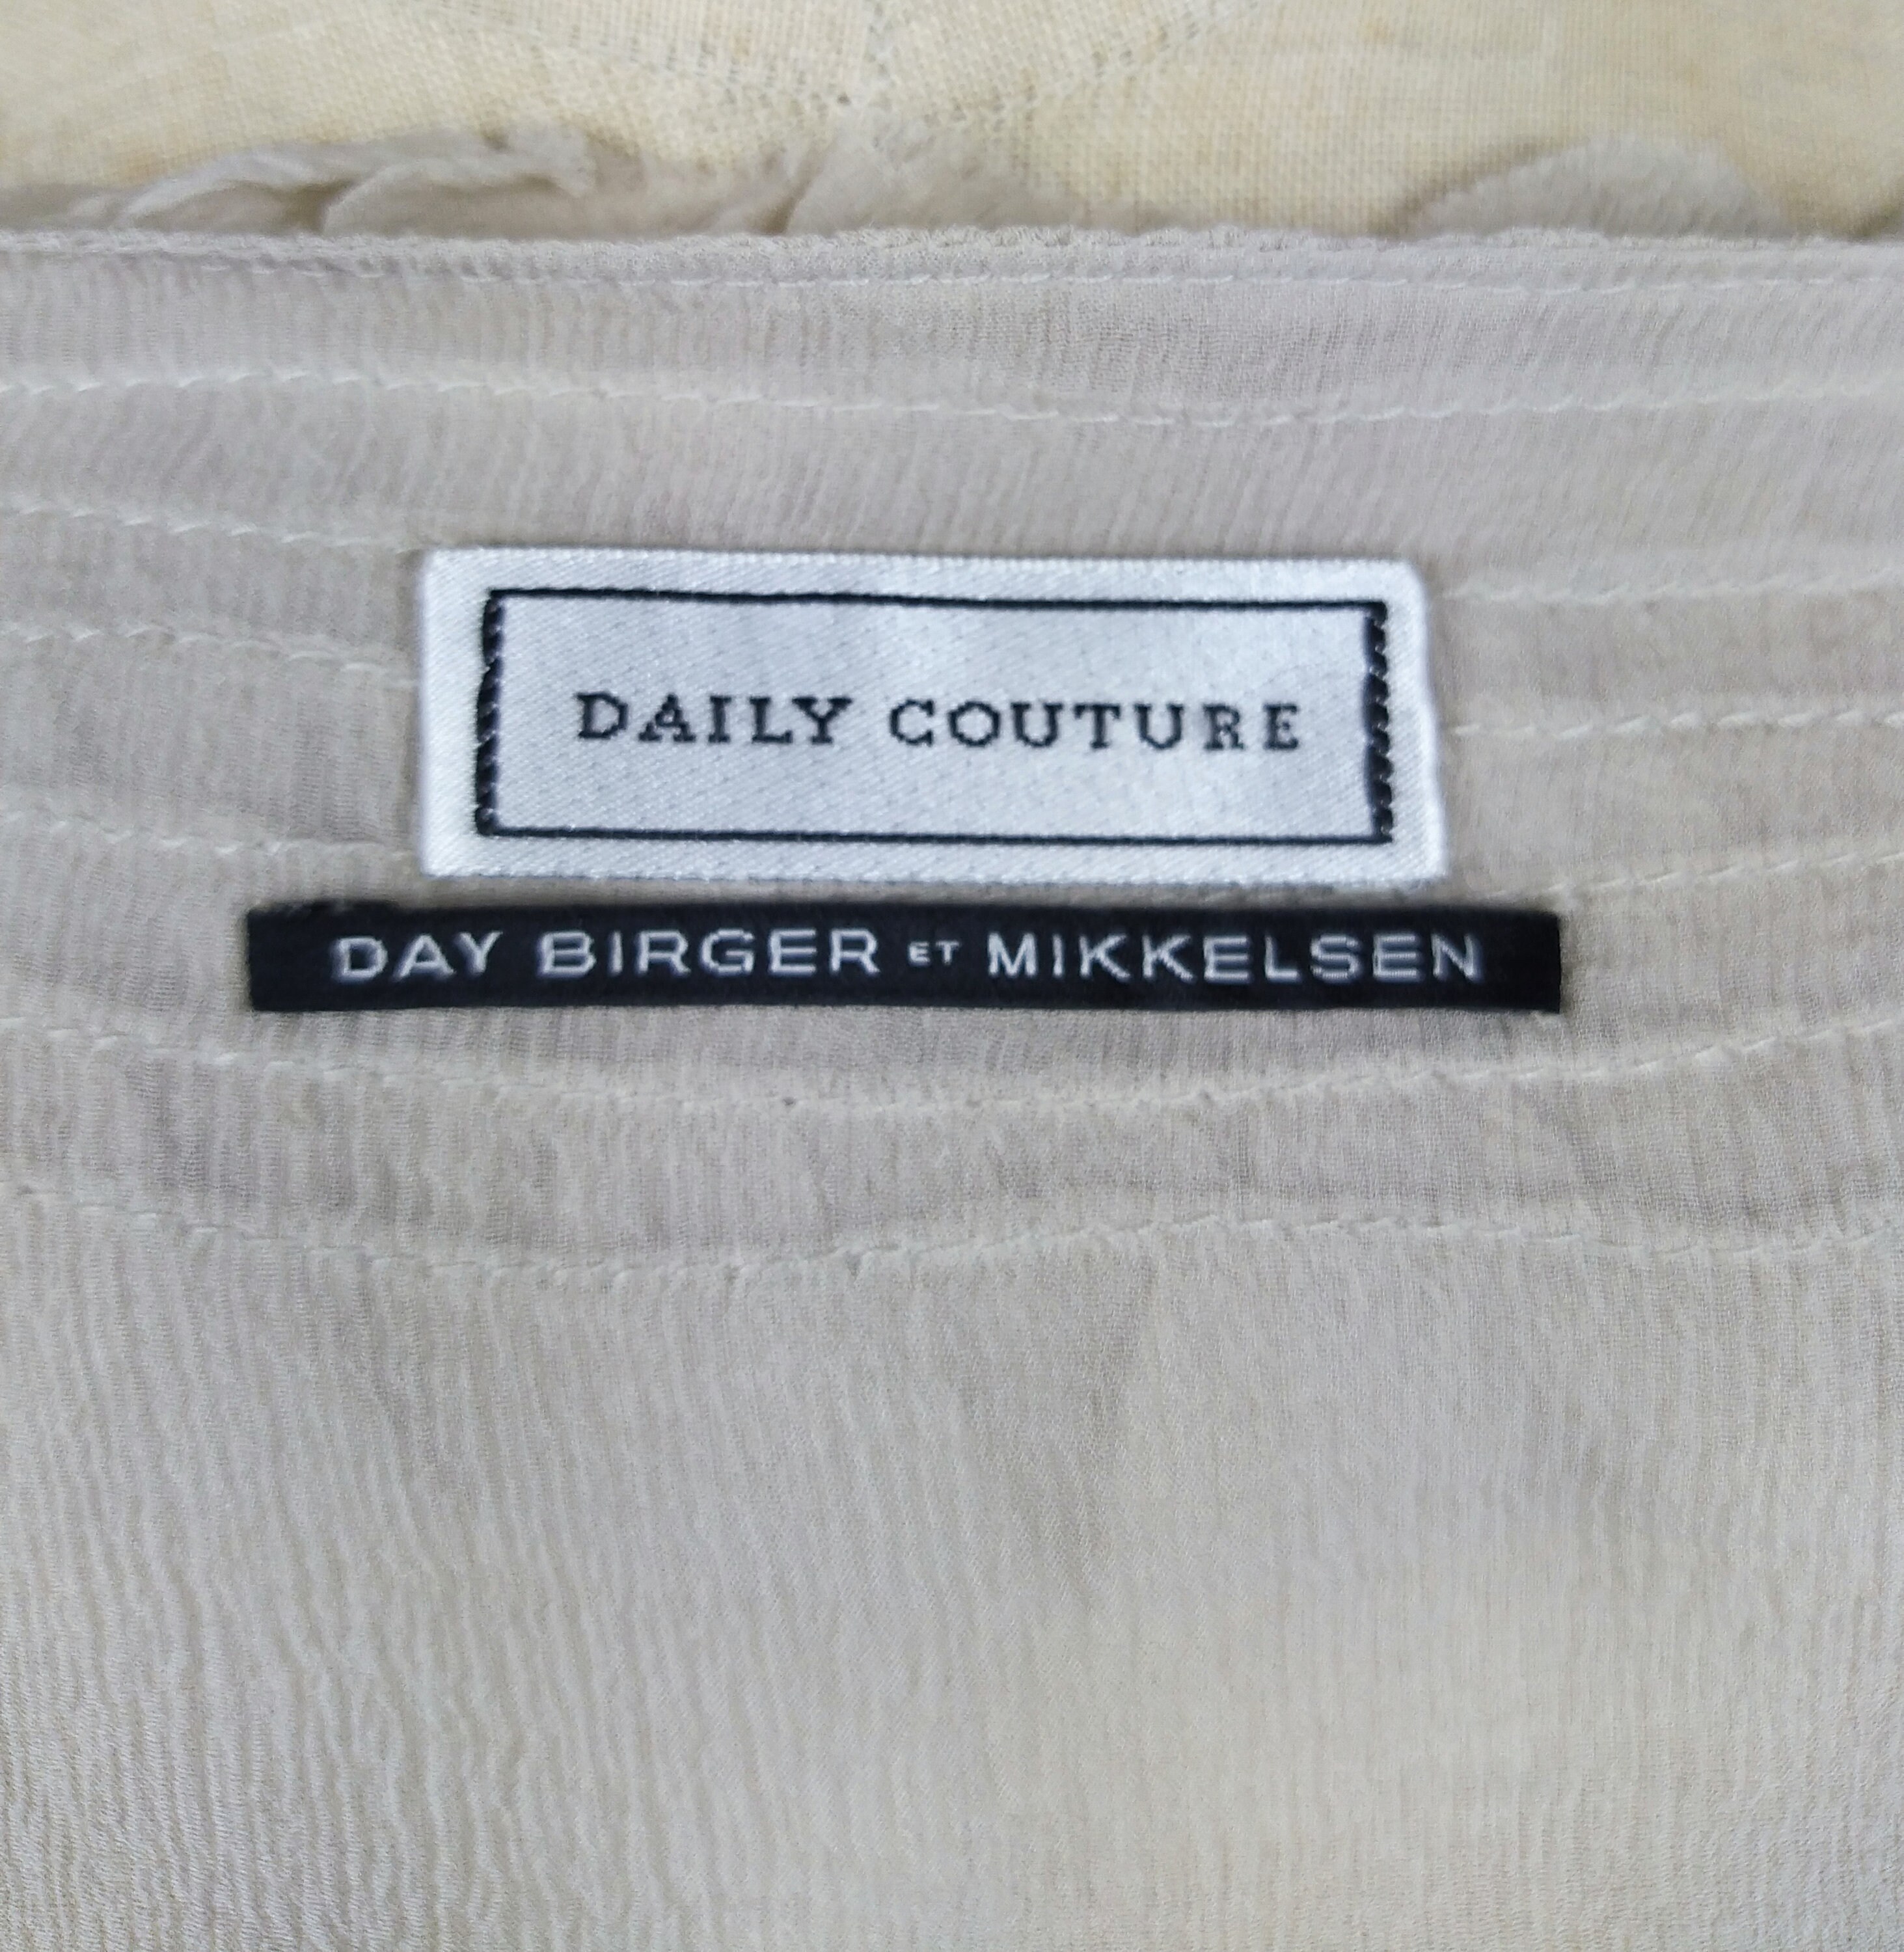 DAILY COUTURE
DAY BIRGER ET MIKKELSEN